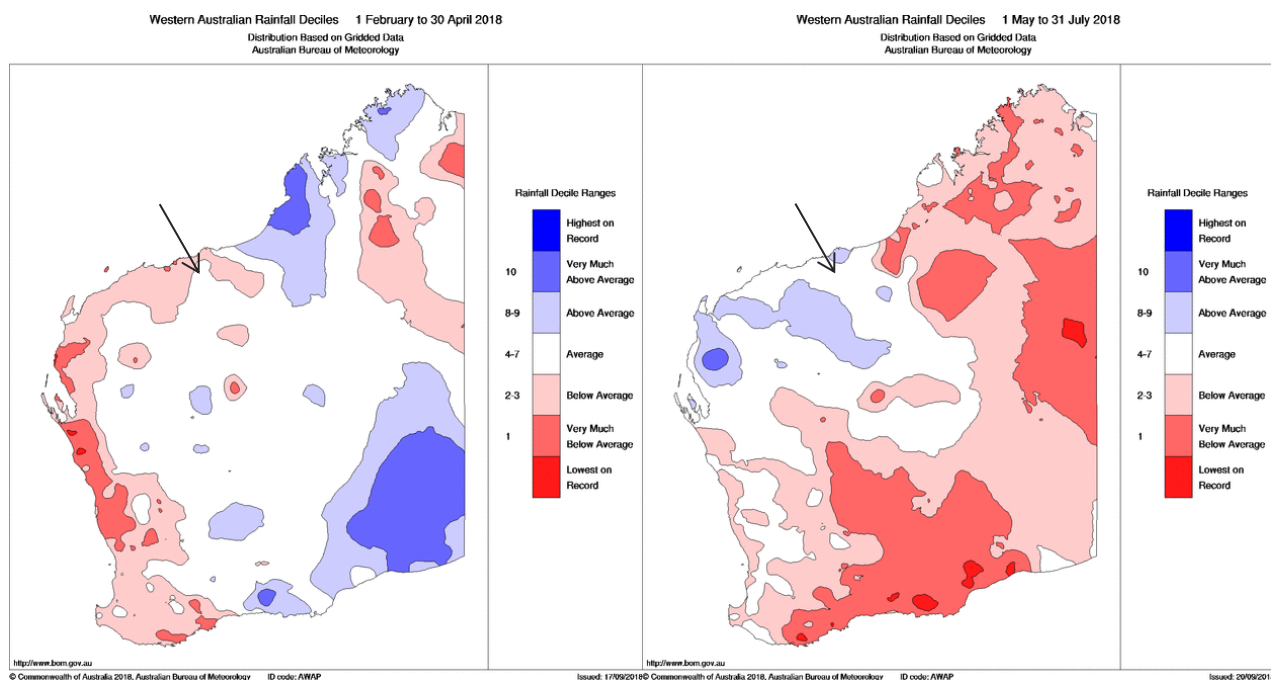 Western Australian Rainfall Deciles 1 February to 30 April 2018
Distribution Based on Gridded Data
Australian Bureau of Meteorology
Rainfall Decile Ranges
Highest on
Record
10 Very Much
Above Average
8-9 Above Average
4-7 Average
2-3 Below Average
1 Very Much
Below Average
Lowest on
Record
http://www.bom.gov.au
© Commonwealth of Australia 2018, Australian Bureau of Meteorology ID code: AWAP Issued: 17/09/2018
Western Australian Rainfall Deciles 1 May to 31 July 2018
Distribution Based on Gridded Data
Australian Bureau of Meteorology
Rainfall Decile Ranges
Highest on
Record
10 Very Much
Above Average
8-9 Above Average
4-7 Average
2-3 Below Average
1 Very Much
Below Average
Lowest on
Record
http://www.bom.gov.au
© Commonwealth of Australia 2018, Australian Bureau of Meteorology ID code: AWAP Issued: 20/09/201